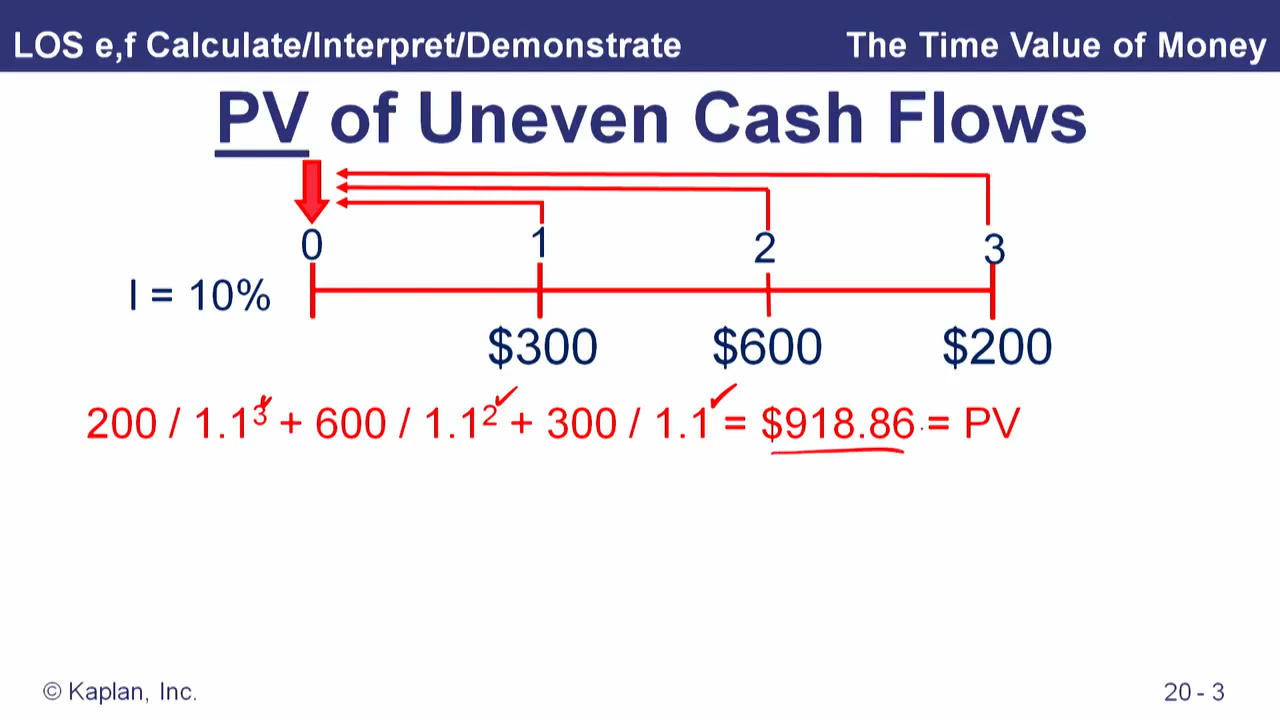 LOS e,f Calculate/Interpret/Demonstrate The Time Value of Money
PV of Uneven Cash Flows
0 1 2 3
I = 10%
$300 $600 $200
200 / 1.1³ + 600 / 1.1² + 300 / 1.1 = $918.86 = PV
© Kaplan, Inc. 20 - 3